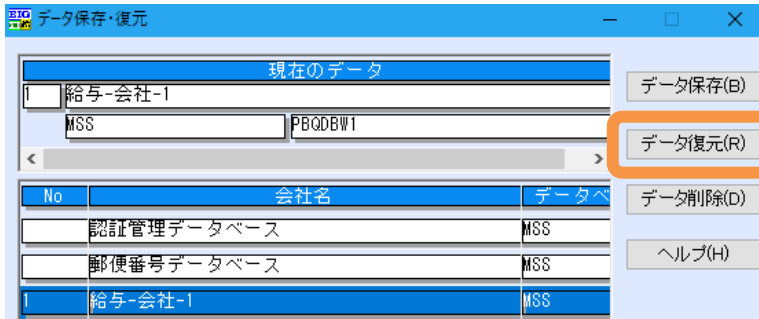 BIG データ保存・復元
現在のデータ
1 給与-会社-1
MSS PBQDBW1
データ保存(B)
データ復元(R)
データ削除(D)
ヘルプ(H)
No 会社名 データベ
認証管理データベース MSS
郵便番号データベース MSS
1 給与-会社-1 MSS